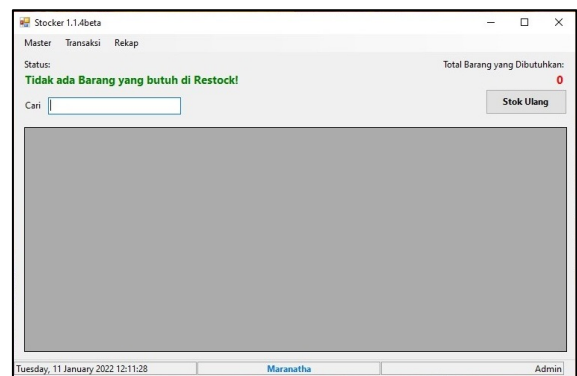 Stocker 1.1.4beta
Master Transaksi Rekap
Status: Total Barang yang Dibutuhkan:
Tidak ada Barang yang butuh di Restock! 0
Cari Stok Ulang
Tuesday, 11 January 2022 12:11:28 Maranatha Admin